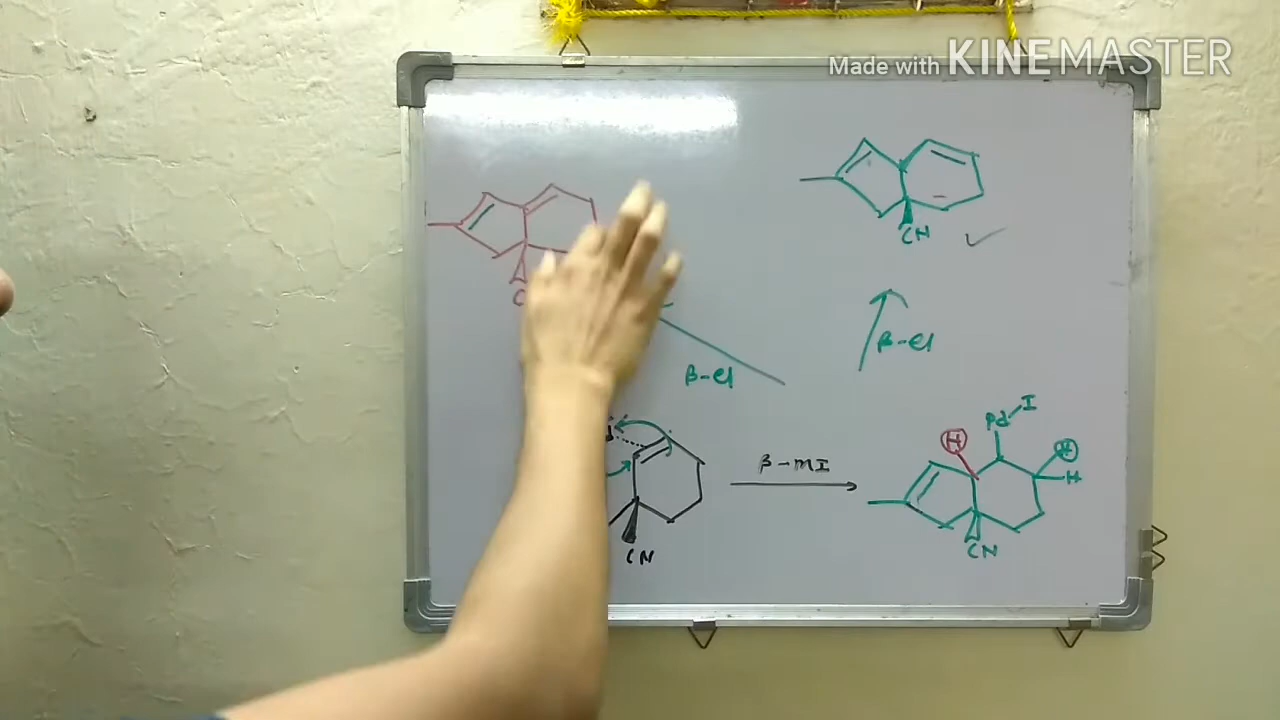 Made with KINEMASTER
CN
C
β-el
β-el
Pd-I
H
H
H
β-MI
CN
CN